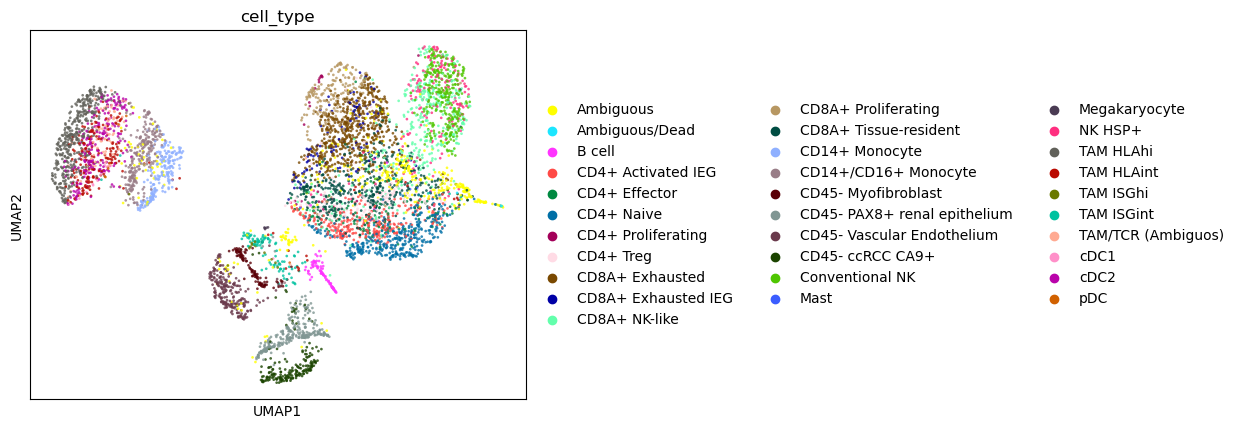 cell_type
UMAP2
UMAP1
Ambiguous
Ambiguous/Dead
B cell
CD4+ Activated IEG
CD4+ Effector
CD4+ Naive
CD4+ Proliferating
CD4+ Treg
CD8A+ Exhausted
CD8A+ Exhausted IEG
CD8A+ NK-like
CD8A+ Proliferating
CD8A+ Tissue-resident
CD14+ Monocyte
CD14+/CD16+ Monocyte
CD45- Myofibroblast
CD45- PAX8+ renal epithelium
CD45- Vascular Endothelium
CD45- ccRCC CA9+
Conventional NK
Mast
Megakaryocyte
NK HSP+
TAM HLAhi
TAM HLAint
TAM ISGhi
TAM ISGint
TAM/TCR (Ambiguos)
cDC1
cDC2
pDC